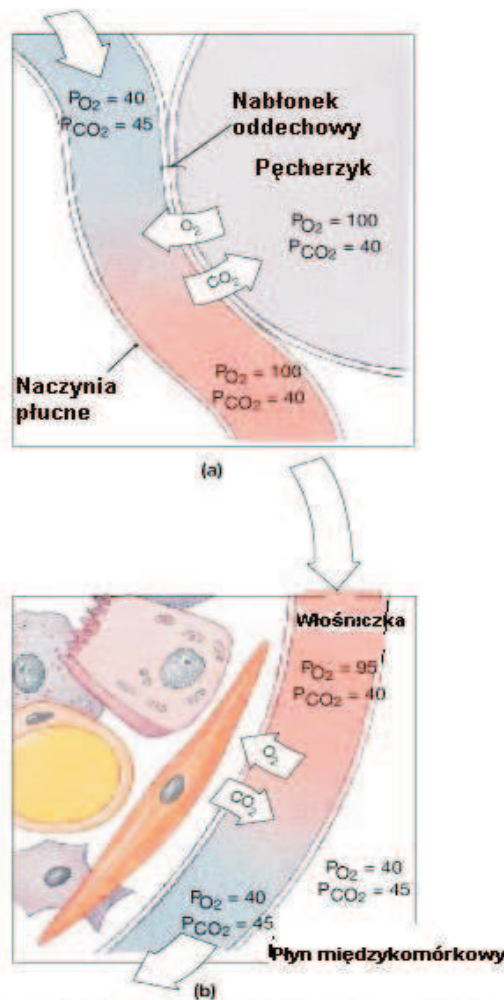 PO2 = 40
PCO2 = 45
Nabłonek
oddechowy
Pęcherzyk
PO2 = 100
PCO2 = 40
O2
CO2
PO2 = 100
PCO2 = 40
Naczynia
płucne
(a)
Włośniczka
PO2 = 95
PCO2 = 40
O2
CO2
PO2 = 40
PCO2 = 45
PO2 = 40
PCO2 = 45
Płyn międzykomórkowy
(b)